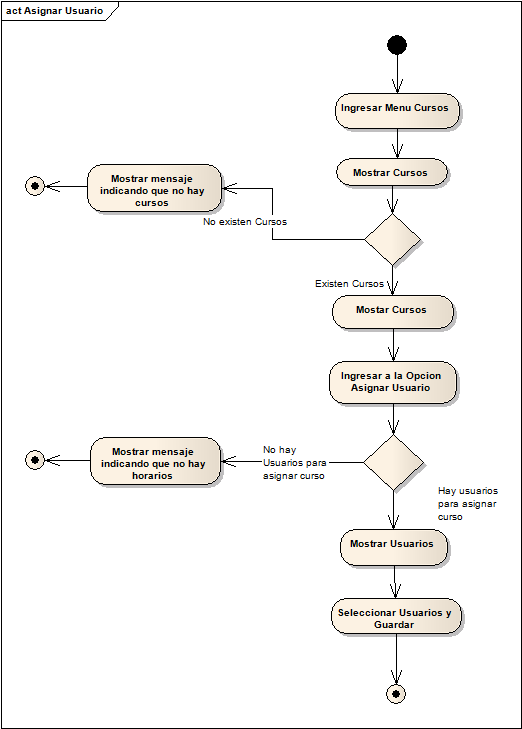 act Asignar Usuario
Ingresar Menu Cursos
Mostrar Cursos
Mostrar mensaje
indicando que no hay
cursos
No existen Cursos
Existen Cursos
Mostar Cursos
Ingresar a la Opcion
Asignar Usuario
Mostrar mensaje
indicando que no hay
horarios
No hay
Usuarios para
asignar curso
Hay usuarios
para asignar
curso
Mostrar Usuarios
Seleccionar Usuarios y
Guardar